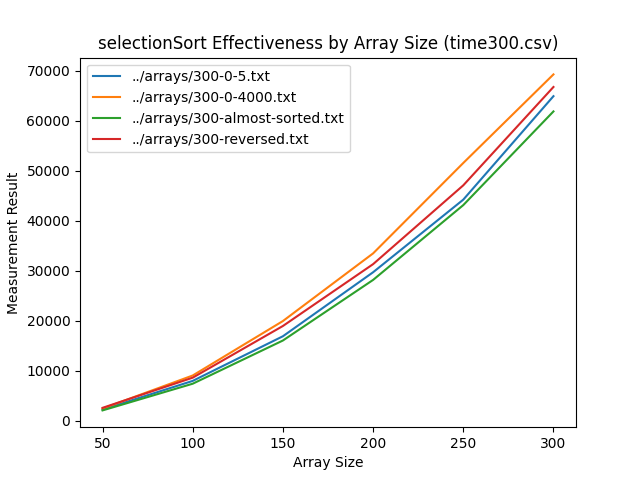 selectionSort Effectiveness by Array Size (time300.csv)
../arrays/300-0-5.txt
../arrays/300-0-4000.txt
../arrays/300-almost-sorted.txt
../arrays/300-reversed.txt
70000
60000
50000
40000
30000
20000
10000
0
Measurement Result
50 100 150 200 250 300
Array Size